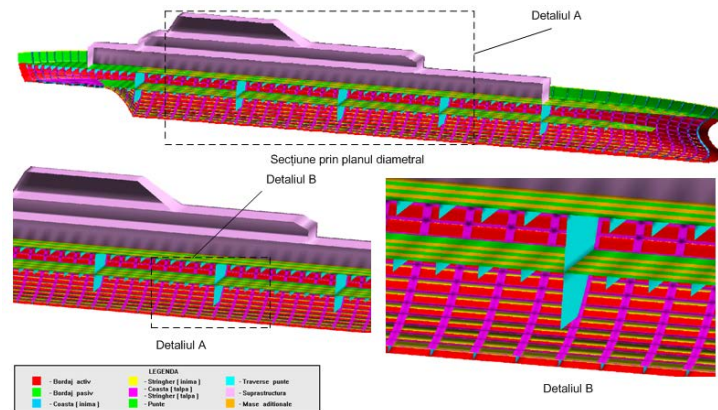 Detaliul A
Secțiune prin planul diametral
Detaliul B
Detaliul A
Detaliul B
LEGENDA
- Bordaj activ
- Bordaj pasiv
- Coasta [ inima ]
- Stringher [ inima ]
- Coasta [ talpa ]
- Stringher [ talpa ]
- Punte
- Traverse punte
- Suprastructura
- Mase aditionale